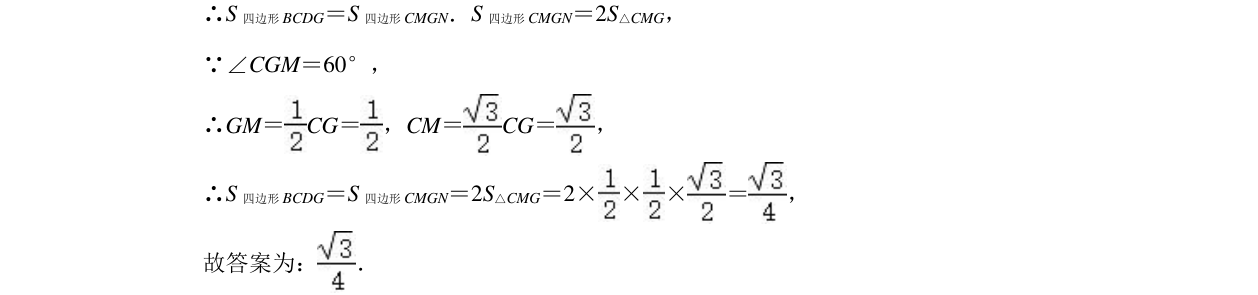 ∴S 四边形 BCDG=S 四边形 CMGN. S 四边形 CMGN=2S△CMG,
∵∠CGM=60°,
∴GM=1/2CG=1/2, CM=√3/2CG=√3/2,
∴S 四边形 BCDG=S 四边形 CMGN=2S△CMG=2×1/2×1/2×√3/2=√3/4,
故答案为: √3/4.